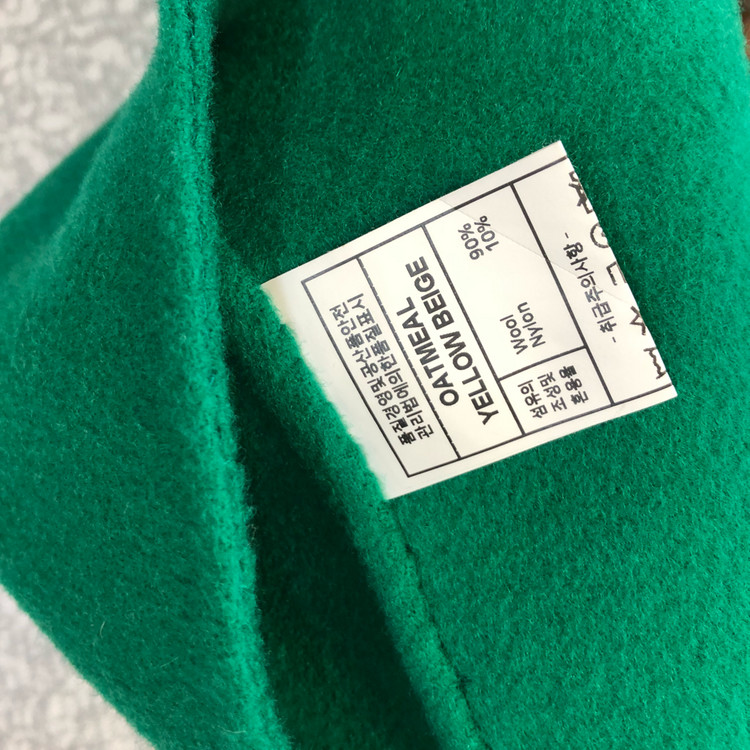 품질경영및공산품안전
관리법에의한품질표시
OATMEAL
YELLOW BEIGE
섬유의
조성및
혼용율
Wool 90%
Nylon 10%
- 취급주의사항 -